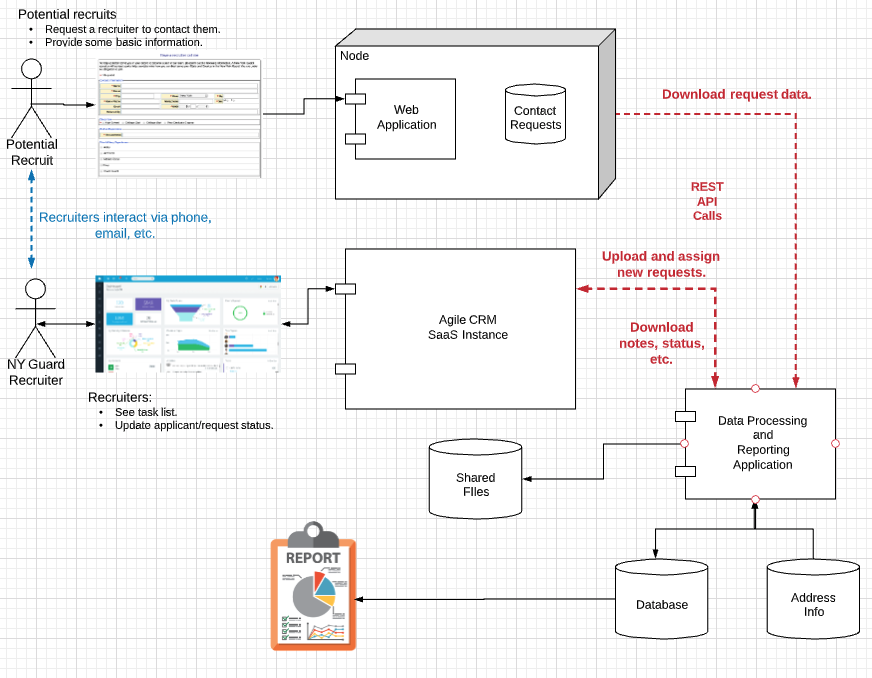 Potential recruits
• Request a recruiter to contact them.
• Provide some basic information.
Potential
Recruit
Node
Web
Application
Contact
Requests
Download request data.
REST
API
Calls
Recruiters interact via phone,
email, etc.
NY Guard
Recruiter
Recruiters:
• See task list.
• Update applicant/request status.
Agile CRM
SaaS Instance
Upload and assign
new requests.
Download
notes, status,
etc.
Data Processing
and
Reporting
Application
Shared
FIles
REPORT
Database
Address
Info